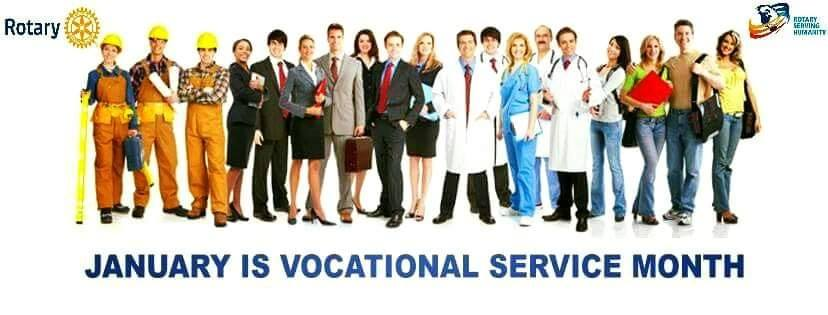 Rotary
ROTARY
SERVING
HUMANITY
JANUARY IS VOCATIONAL SERVICE MONTH